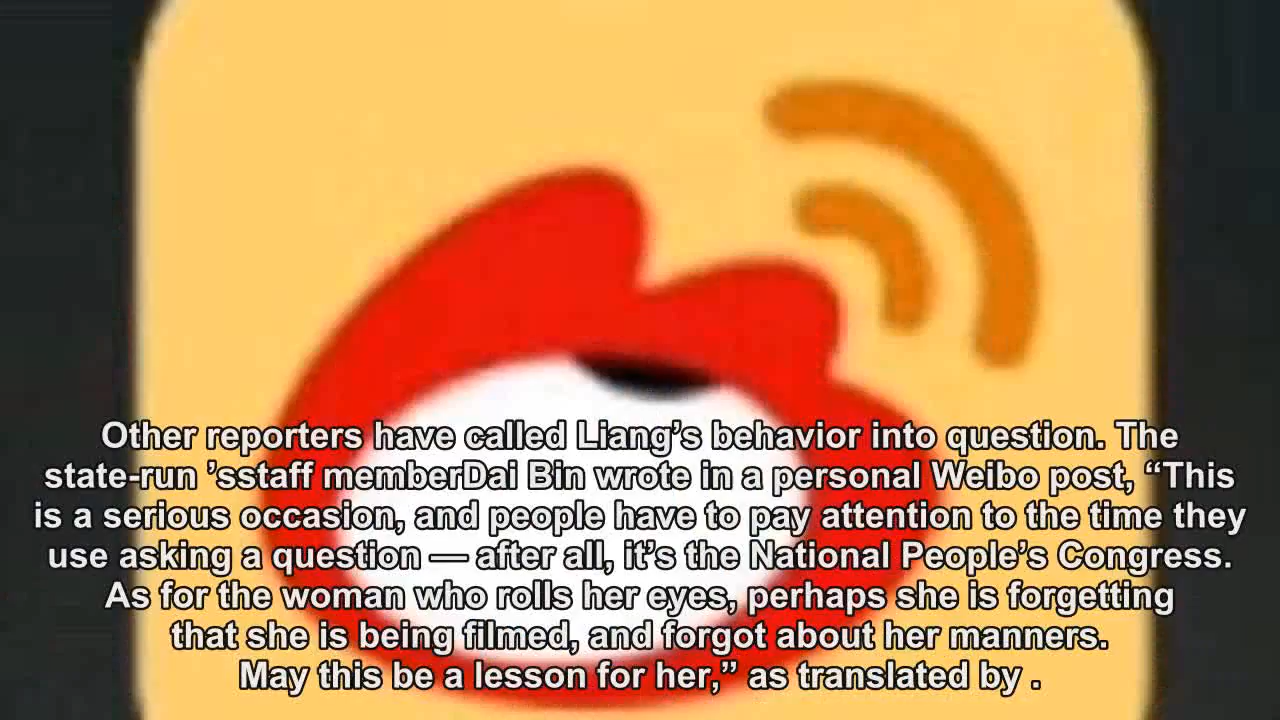 Other reporters have called Liang’s behavior into question. The
state-run ’sstaff memberDai Bin wrote in a personal Weibo post, “This
is a serious occasion, and people have to pay attention to the time they
use asking a question — after all, it’s the National People’s Congress.
As for the woman who rolls her eyes, perhaps she is forgetting
that she is being filmed, and forgot about her manners.
May this be a lesson for her,” as translated by .